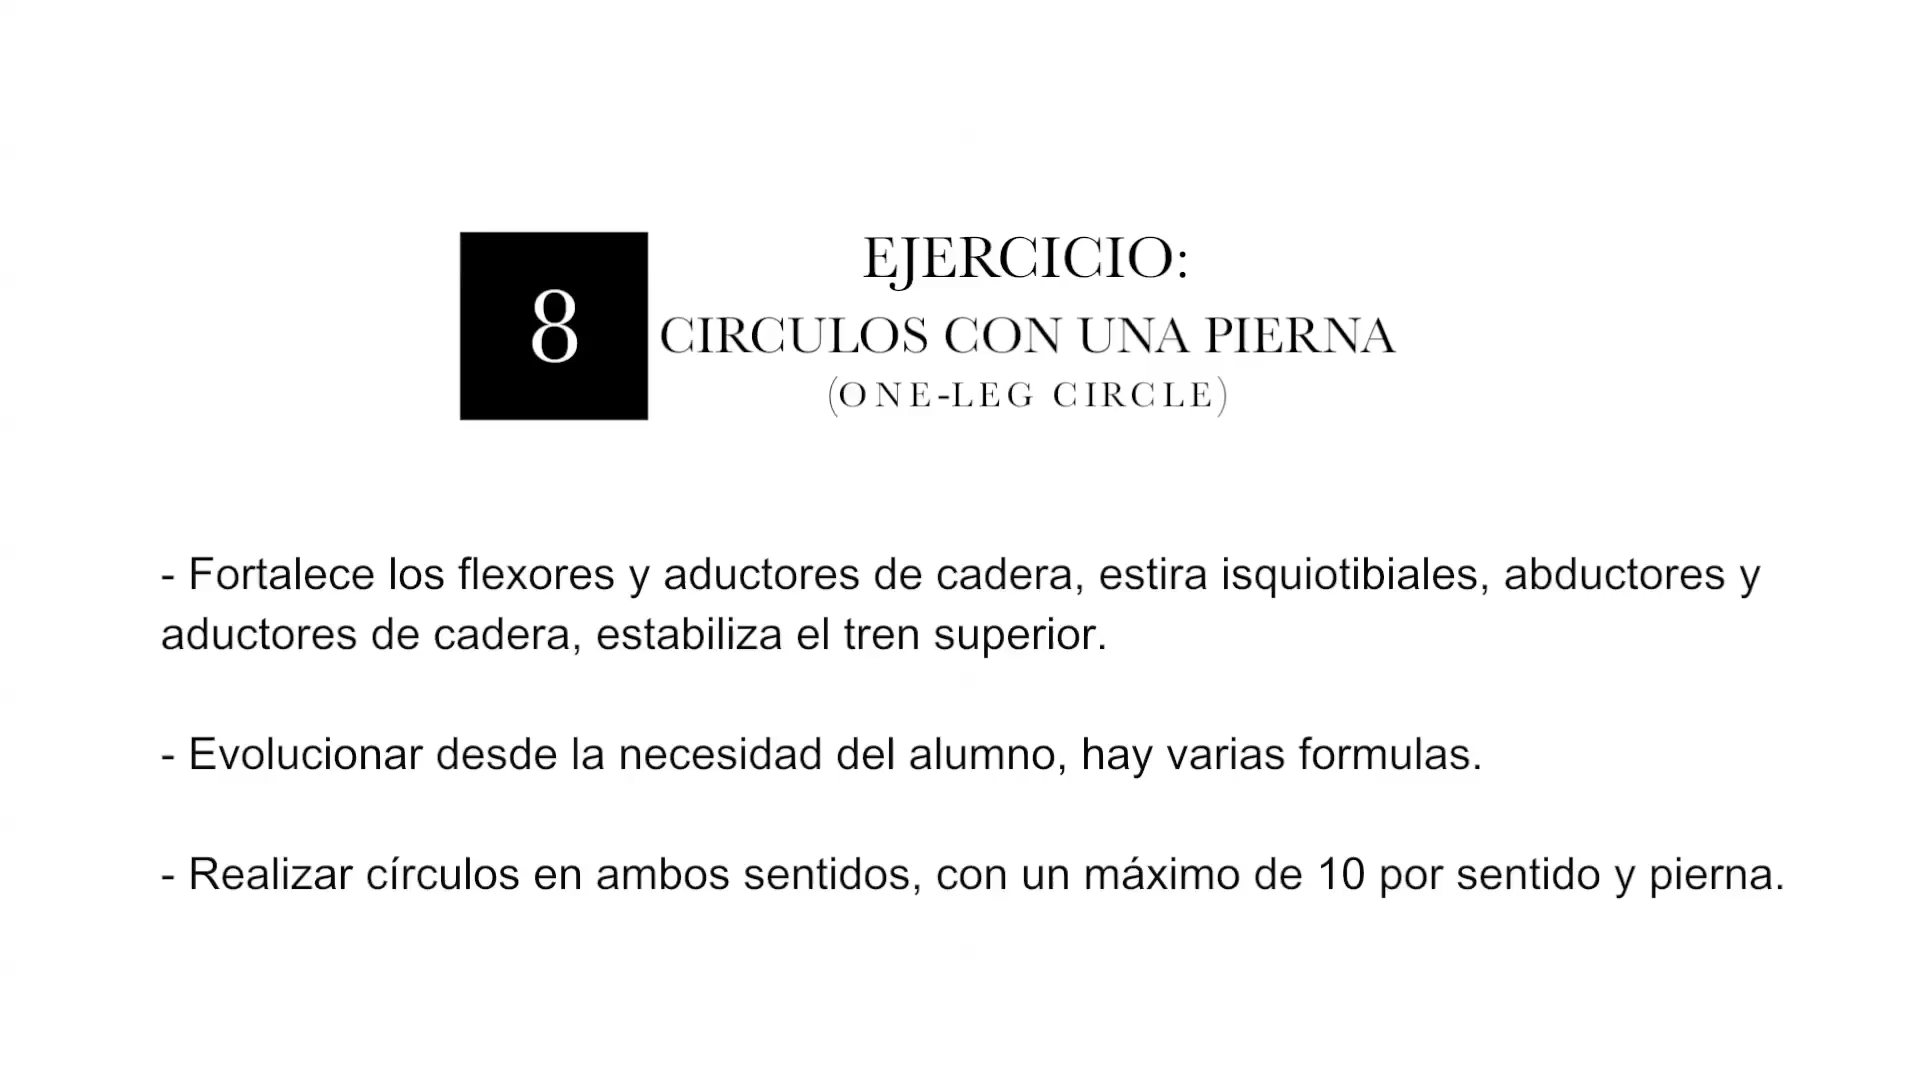 8
EJERCICIO:
CIRCULOS CON UNA PIERNA
(ONE-LEG CIRCLE)
- Fortalece los flexores y aductores de cadera, estira isquiotibiales, abductores y
aductores de cadera, estabiliza el tren superior.
- Evolucionar desde la necesidad del alumno, hay varias formulas.
- Realizar círculos en ambos sentidos, con un máximo de 10 por sentido y pierna.